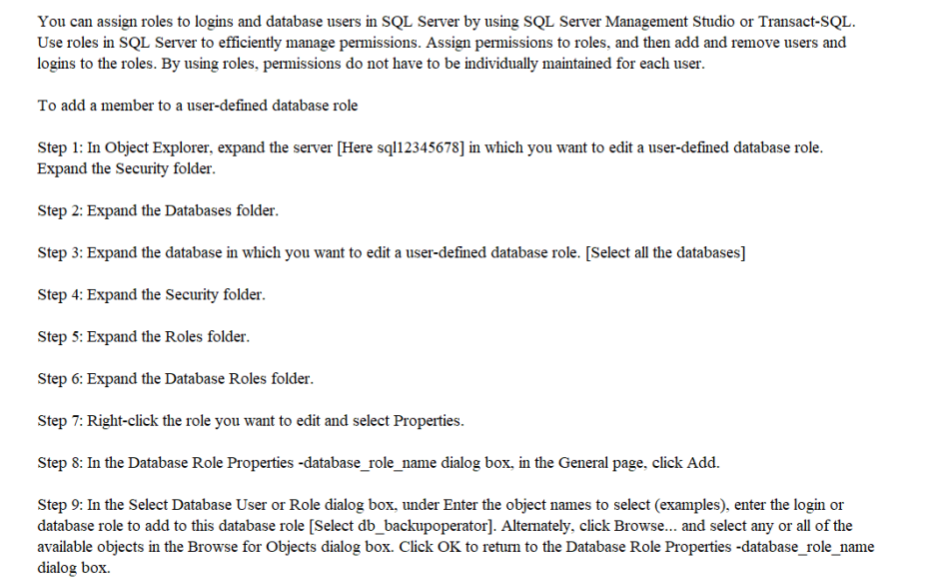 You can assign roles to logins and database users in SQL Server by using SQL Server Management Studio or Transact-SQL.
Use roles in SQL Server to efficiently manage permissions. Assign permissions to roles, and then add and remove users and
logins to the roles. By using roles, permissions do not have to be individually maintained for each user.
To add a member to a user-defined database role
Step 1: In Object Explorer, expand the server [Here sql12345678] in which you want to edit a user-defined database role.
Expand the Security folder.
Step 2: Expand the Databases folder.
Step 3: Expand the database in which you want to edit a user-defined database role. [Select all the databases]
Step 4: Expand the Security folder.
Step 5: Expand the Roles folder.
Step 6: Expand the Database Roles folder.
Step 7: Right-click the role you want to edit and select Properties.
Step 8: In the Database Role Properties -database_role_name dialog box, in the General page, click Add.
Step 9: In the Select Database User or Role dialog box, under Enter the object names to select (examples), enter the login or
database role to add to this database role [Select db_backupoperator]. Alternately, click Browse... and select any or all of the
available objects in the Browse for Objects dialog box. Click OK to return to the Database Role Properties -database_role_name
dialog box.